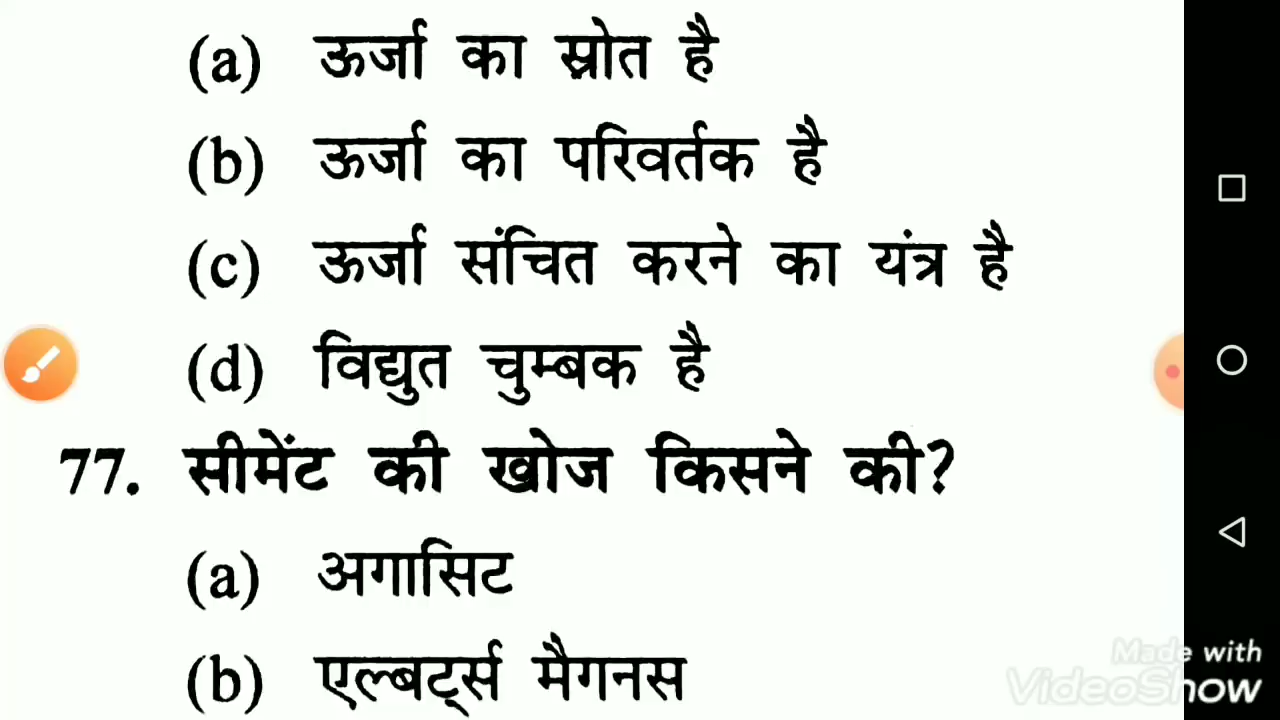 (a) ऊर्जा का स्रोत है
(b) ऊर्जा का परिवर्तक है
(c) ऊर्जा संचित करने का यंत्र है
(d) विद्युत चुम्बक है
77. सीमेंट की खोज किसने की?
(a) अगासिट
(b) एल्बर्ट्स मैगनस
Made with
VideoShow